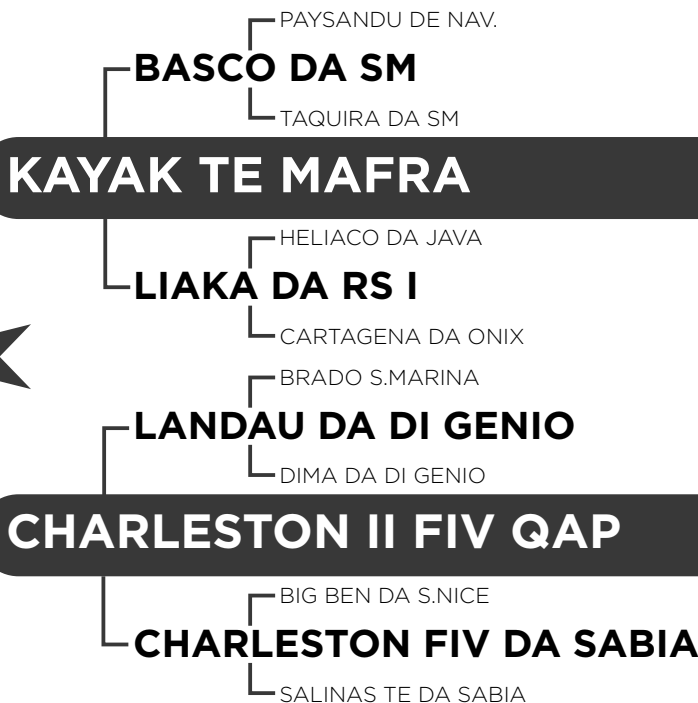 PAYSANDU DE NAV.
BASCO DA SM
TAQUIRA DA SM
KAYAK TE MAFRA
HELIACO DA JAVA
LIAKA DA RS I
CARTAGENA DA ONIX
BRADO S.MARINA
LANDAU DA DI GENIO
DIMA DA DI GENIO
CHARLESTON II FIV QAP
BIG BEN DA S.NICE
CHARLESTON FIV DA SABIA
SALINAS TE DA SABIA